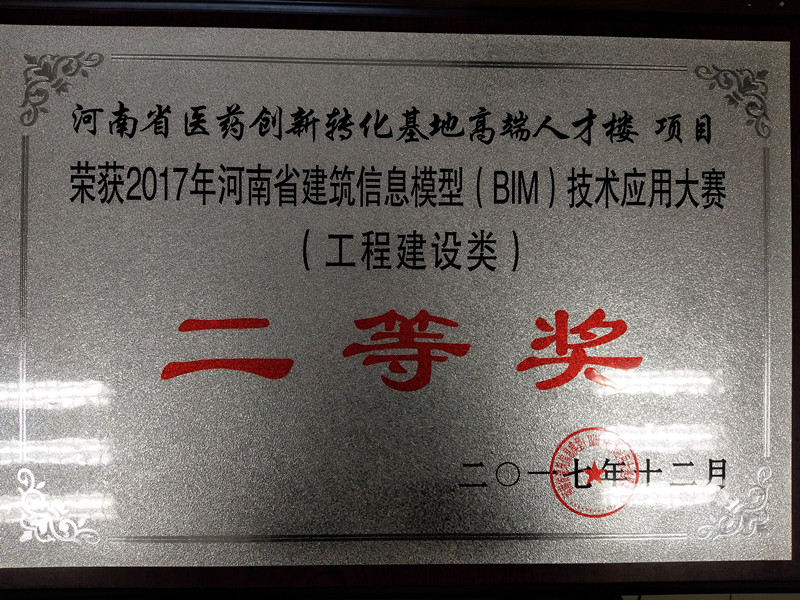 河南省医药创新转化基地高端人才楼 项目
荣获2017年河南省建筑信息模型（BIM）技术应用大赛
（工程建设类）
二等奖
二〇一七年十二月